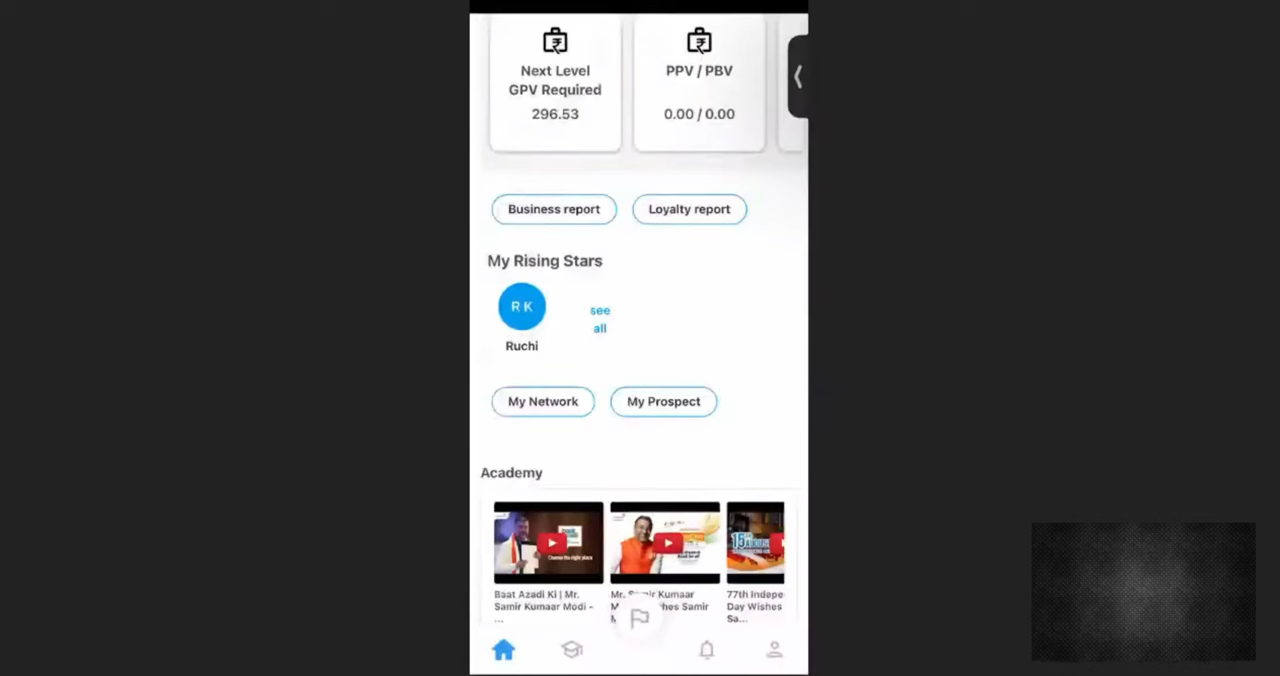 Next Level
GPV Required
296.53
PPV / PBV
0.00 / 0.00
Business report
Loyalty report
My Rising Stars
R K
see
all
Ruchi
My Network
My Prospect
Academy
15
Baat Azadi Ki | Mr.
Samir Kumaar Modi -
...
Mr. Samir Kumaar
hes Samir
77th Indepe
Day Wishes
Sa...